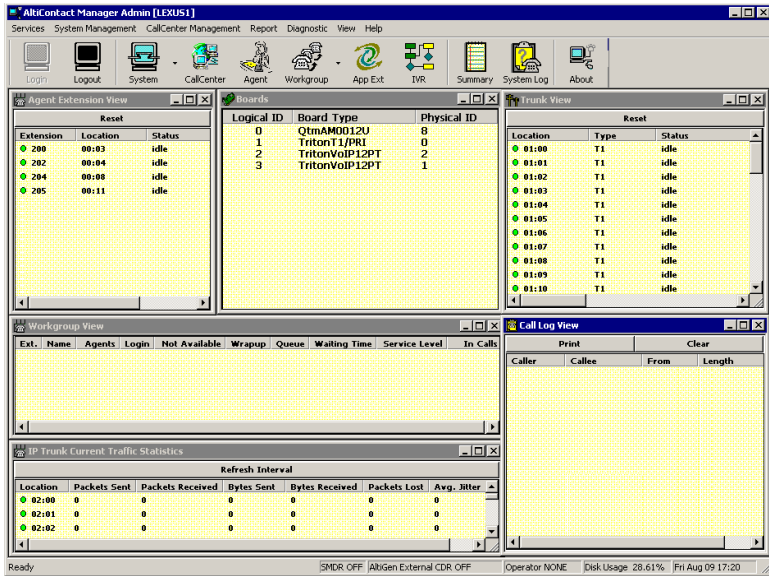 AltiContact Manager Admin [LEXUS1]
Services System Management CallCenter Management Report Diagnostic View Help
Login Logout System CallCenter Agent Workgroup App Ext IVR Summary System Log About
Agent Extension View
Reset
Extension Location Status
200 00:03 idle
202 00:04 idle
204 00:08 idle
205 00:11 idle
Boards
Logical ID Board Type Physical ID
0 QtmAM0012U 8
1 TritonT1/PRI 0
2 TritonVoIP12PT 2
3 TritonVoIP12PT 1
Trunk View
Reset
Location Type Status
01:00 T1 idle
01:01 T1 idle
01:02 T1 idle
01:03 T1 idle
01:04 T1 idle
01:05 T1 idle
01:06 T1 idle
01:07 T1 idle
01:08 T1 idle
01:09 T1 idle
01:10 T1 idle
Workgroup View
Ext. Name Agents Login Not Available Wrapup Queue Waiting Time Service Level In Calls
Call Log View
Print Clear
Caller Callee From Length
IP Trunk Current Traffic Statistics
Refresh Interval
Location Packets Sent Packets Received Bytes Sent Bytes Received Packets Lost Avg. Jitter
02:00 0 0 0 0 0 0
02:01 0 0 0 0 0 0
02:02 0 0 0 0 0 0
Ready SMDR OFF AltiGen External CDR OFF Operator NONE Disk Usage 28.61% Fri Aug 09 17:20